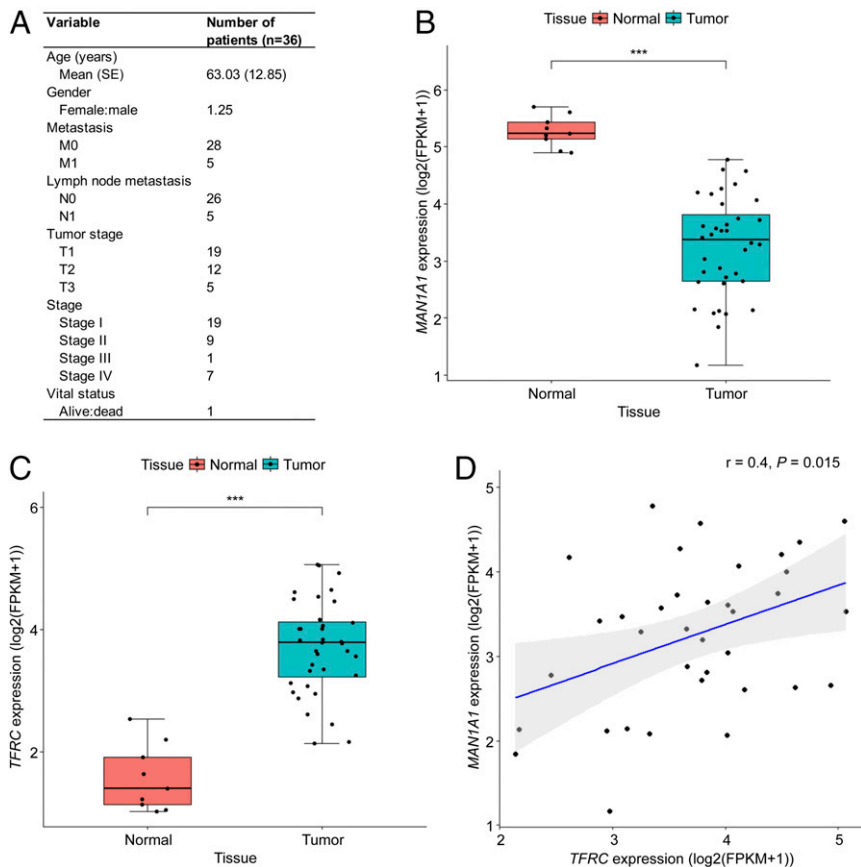 A
Variable Number of
patients (n=36)
Age (years)
Mean (SE) 63.03 (12.85)
Gender
Female:male 1.25
Metastasis
M0 28
M1 5
Lymph node metastasis
N0 26
N1 5
Tumor stage
T1 19
T2 12
T3 5
Stage
Stage I 19
Stage II 9
Stage III 1
Stage IV 7
Vital status
Alive:dead 1
B
Tissue Normal Tumor
***
MAN1A1 expression (log2(FPKM+1))
6
5
4
3
2
1
Normal Tumor
Tissue
C
Tissue Normal Tumor
***
TFRC expression (log2(FPKM+1))
6
4
2
Normal Tumor
Tissue
D
r = 0.4, P = 0.015
MAN1A1 expression (log2(FPKM+1))
5
4
3
2
1
2 3 4 5
TFRC expression (log2(FPKM+1))